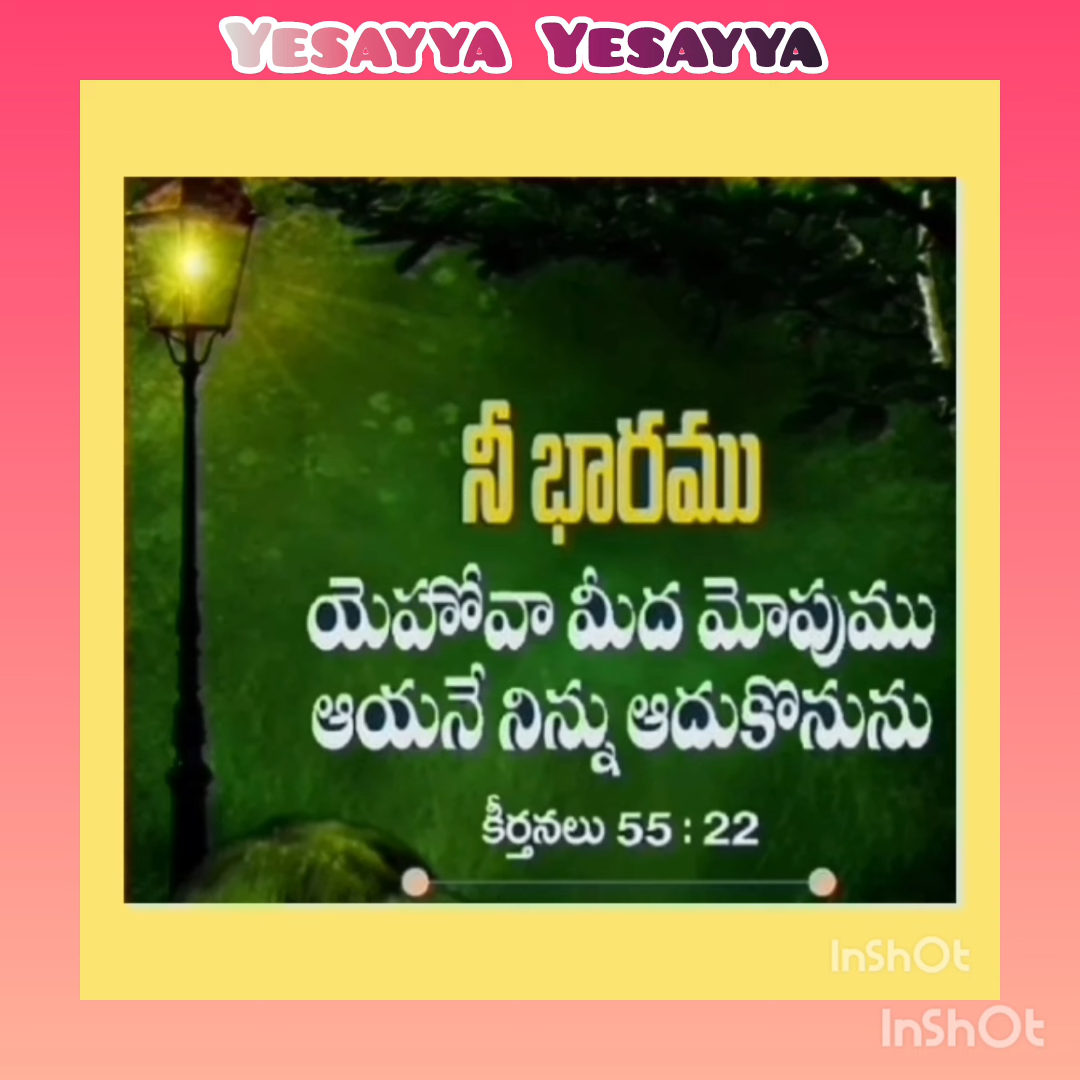 YESAYYA YESAYYA
నీ భారము
యెహోవా మీద మోపుము
ఆయనే నిన్ను ఆదుకొనును
కీర్తనలు 55 : 22
InShOt
InShOt